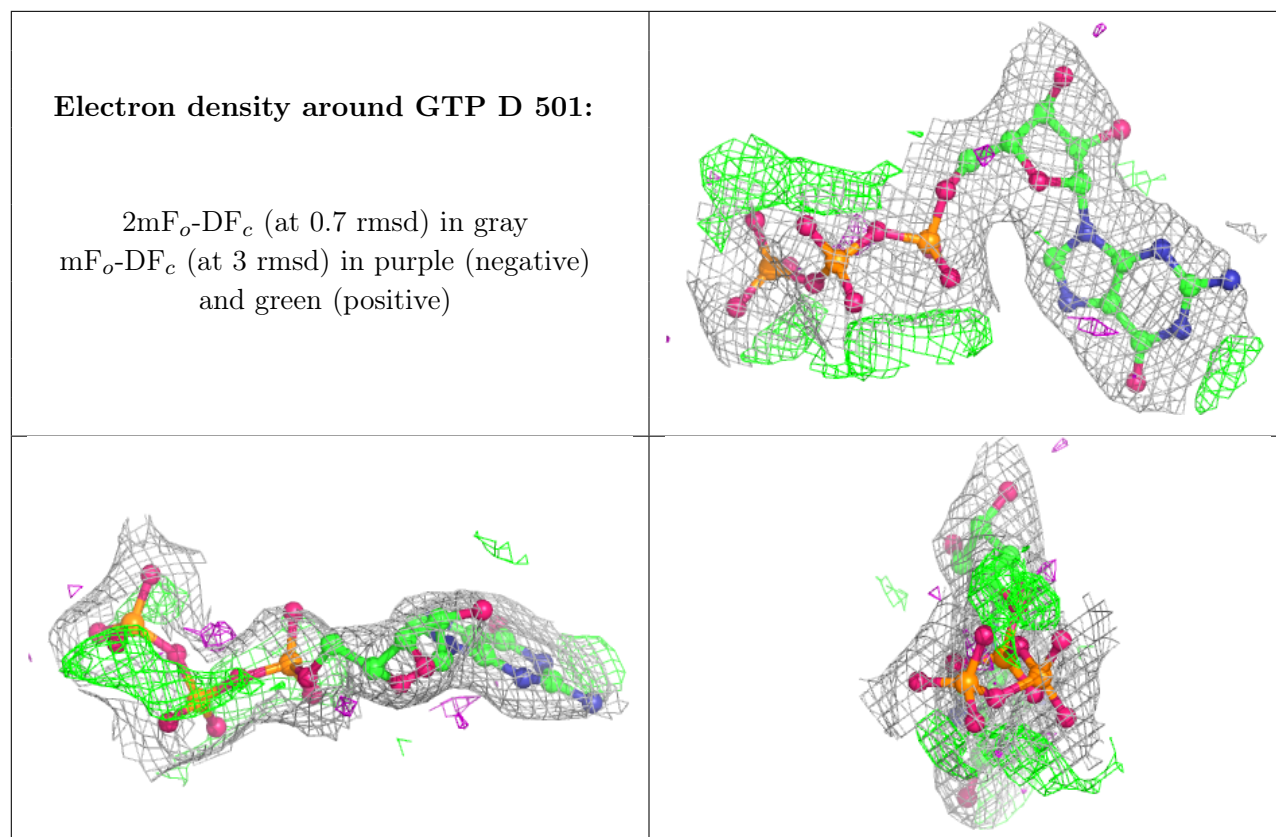 Electron density around GTP D 501:
2mFo-DFc (at 0.7 rmsd) in gray
mFo-DFc (at 3 rmsd) in purple (negative)
and green (positive)